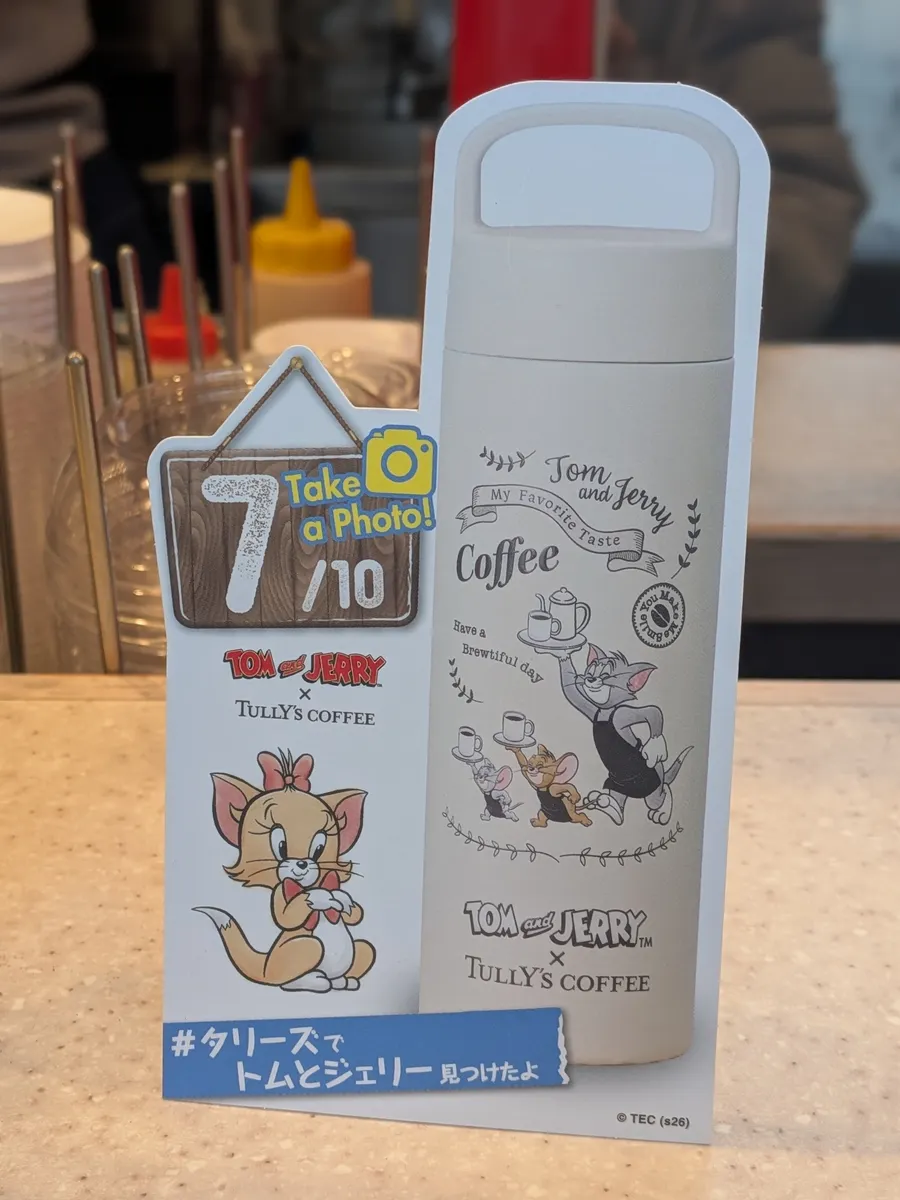 7
/10
Take
a Photo!
TOM and JERRY
×
TULLY'S COFFEE
#タリーズで
トムとジェリー見つけたよ
Tom
and Jerry
My Favorite Taste
Coffee
You Make Me Smile
Have a
Brewtiful day
TOM and JERRY TM
×
TULLY'S COFFEE
© TEC (s26)